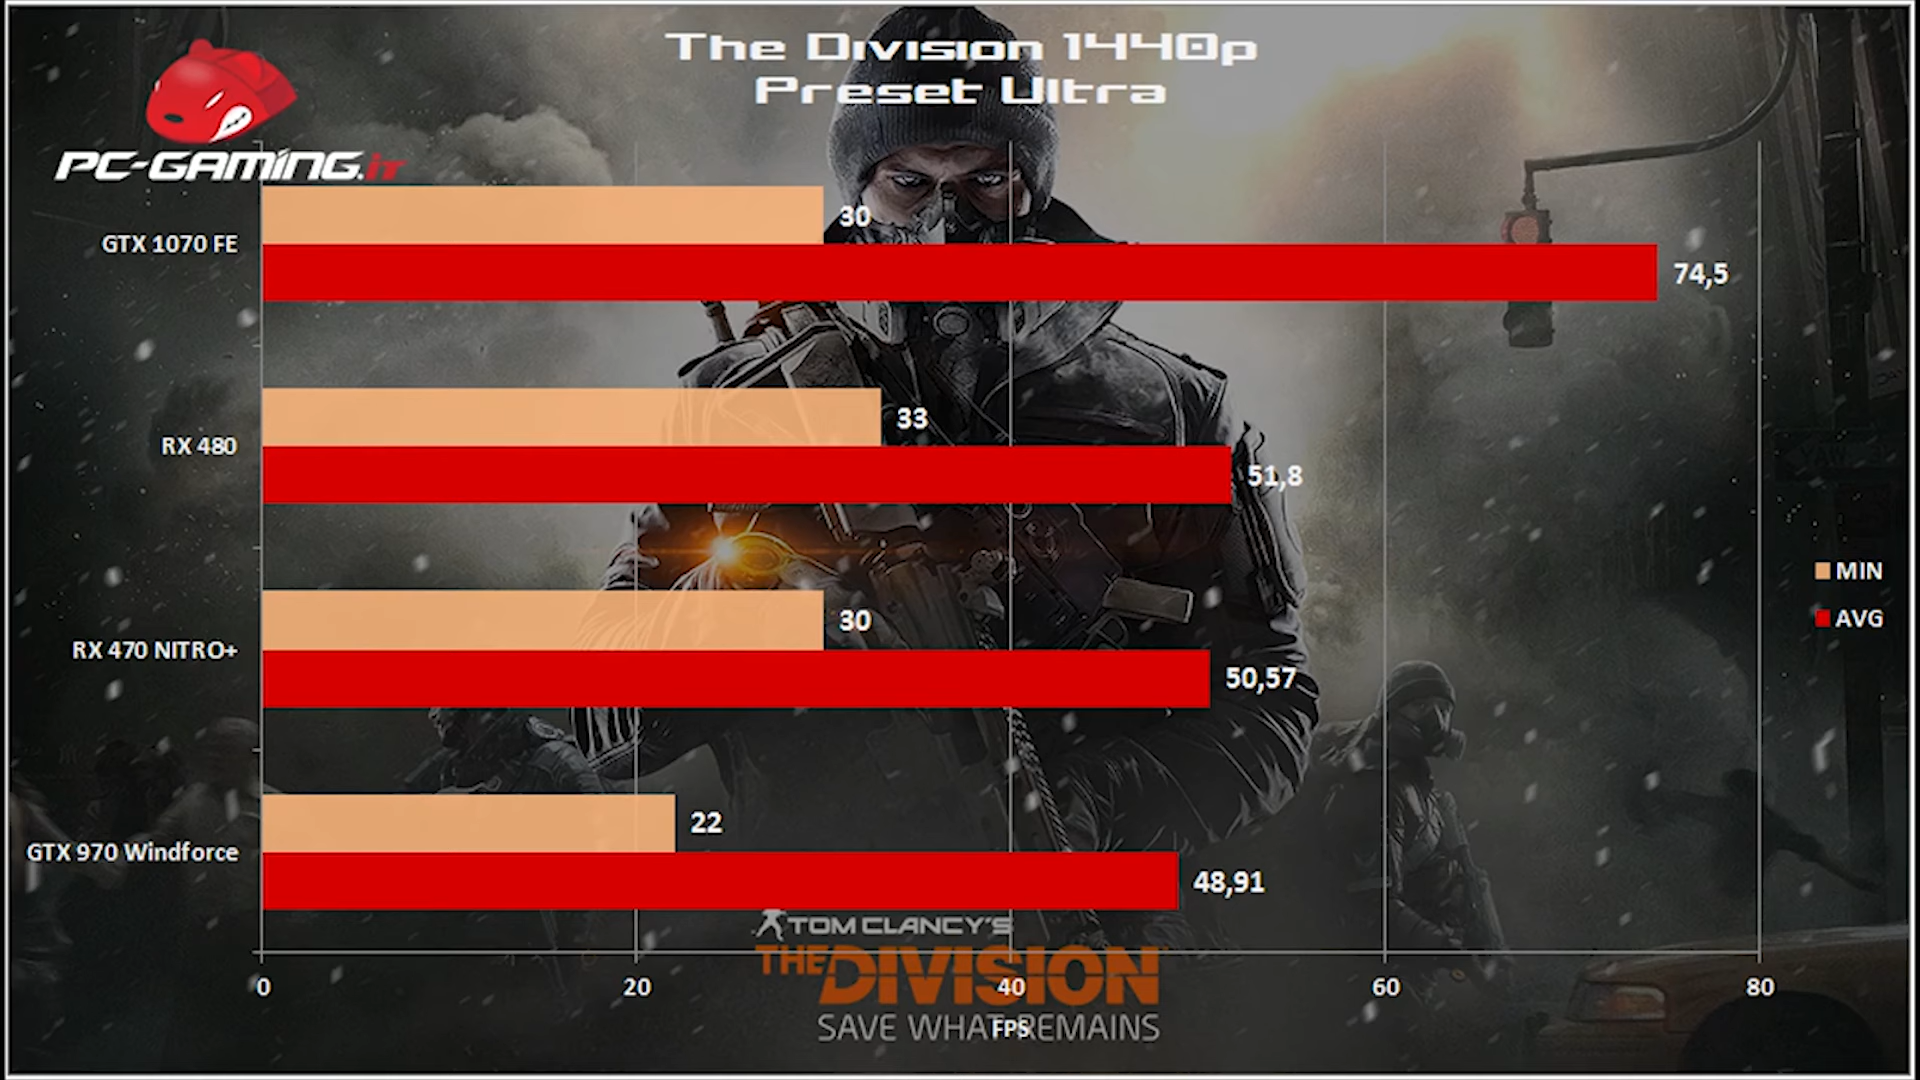 The Division 1440p
Preset Ultra
PC-GAMING.it
GTX 1070 FE
30
74,5
RX 480
33
51,8
RX 470 NITRO+
30
50,57
GTX 970 Windforce
22
48,91
MIN
AVG
0
20
40
60
80
FPS
TOM CLANCY'S
THE DIVISION
SAVE WHAT REMAINS